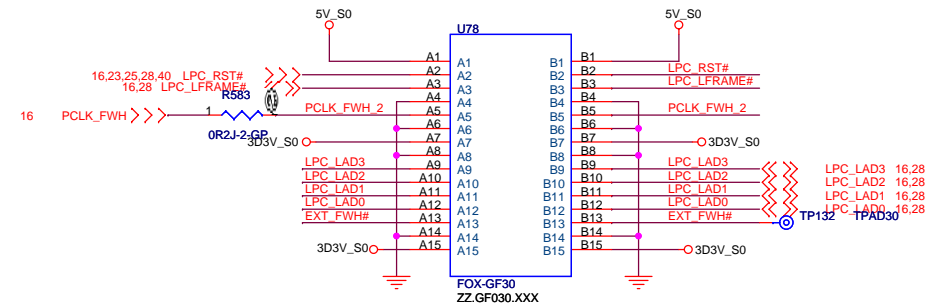 5V_S0 5V_S0
U78
A1 A1 B1 B1
16,23,25,28,40 LPC_RST# A2 A2 B2 B2 LPC_RST#
16,28 LPC_LFRAME# A3 A3 B3 B3 LPC_LFRAME#
R583 A4 A4 B4 B4
16 PCLK_FWH 1 PCLK_FWH_2 A5 A5 B5 B5 PCLK_FWH_2
A6 A6 B6 B6
0R2J-2-GP
3D3V_S0 A7 A7 B7 B7 3D3V_S0
A8 A8 B8 B8
LPC_LAD3 A9 A9 B9 B9 LPC_LAD3 LPC_LAD3 16,28
LPC_LAD2 A10 A10 B10 B10 LPC_LAD2 LPC_LAD2 16,28
LPC_LAD1 A11 A11 B11 B11 LPC_LAD1 LPC_LAD1 16,28
LPC_LAD0 A12 A12 B12 B12 LPC_LAD0 LPC_LAD0 16,28
EXT_FWH# A13 A13 B13 B13 EXT_FWH# TP132 TPAD30
A14 A14 B14 B14
3D3V_S0 A15 A15 B15 B15 3D3V_S0
FOX-GF30
ZZ.GF030.XXX